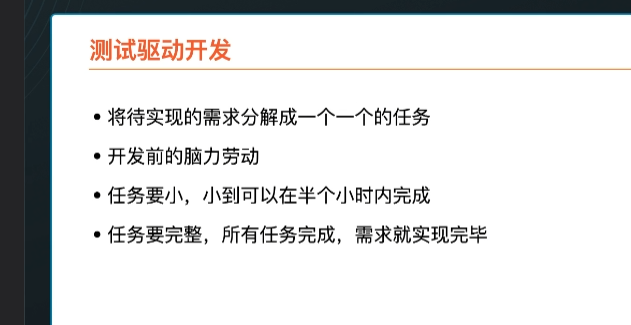 测试驱动开发
• 将待实现的需求分解成一个一个的任务
• 开发前的脑力劳动
• 任务要小，小到可以在半个小时内完成
• 任务要完整，所有任务完成，需求就实现完毕